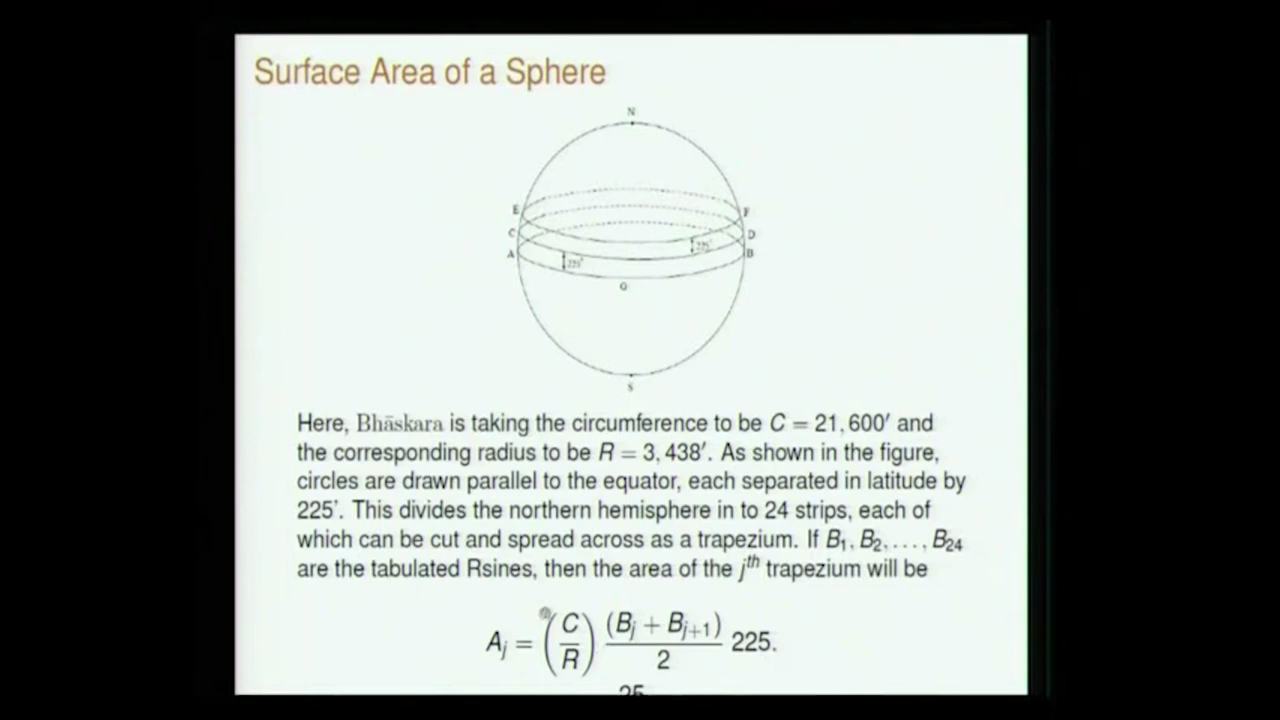 Surface Area of a Sphere
N
E F
C D
225'
A B
225'
S
Here, Bhāskara is taking the circumference to be C = 21, 600′ and
the corresponding radius to be R = 3, 438′. As shown in the figure,
circles are drawn parallel to the equator, each separated in latitude by
225'. This divides the northern hemisphere in to 24 strips, each of
which can be cut and spread across as a trapezium. If B₁, B₂, . . . , B₂₄
are the tabulated Rsines, then the area of the jᵗʰ trapezium will be
Aⱼ = (C/R) (Bⱼ + Bⱼ₊₁)/2 225.